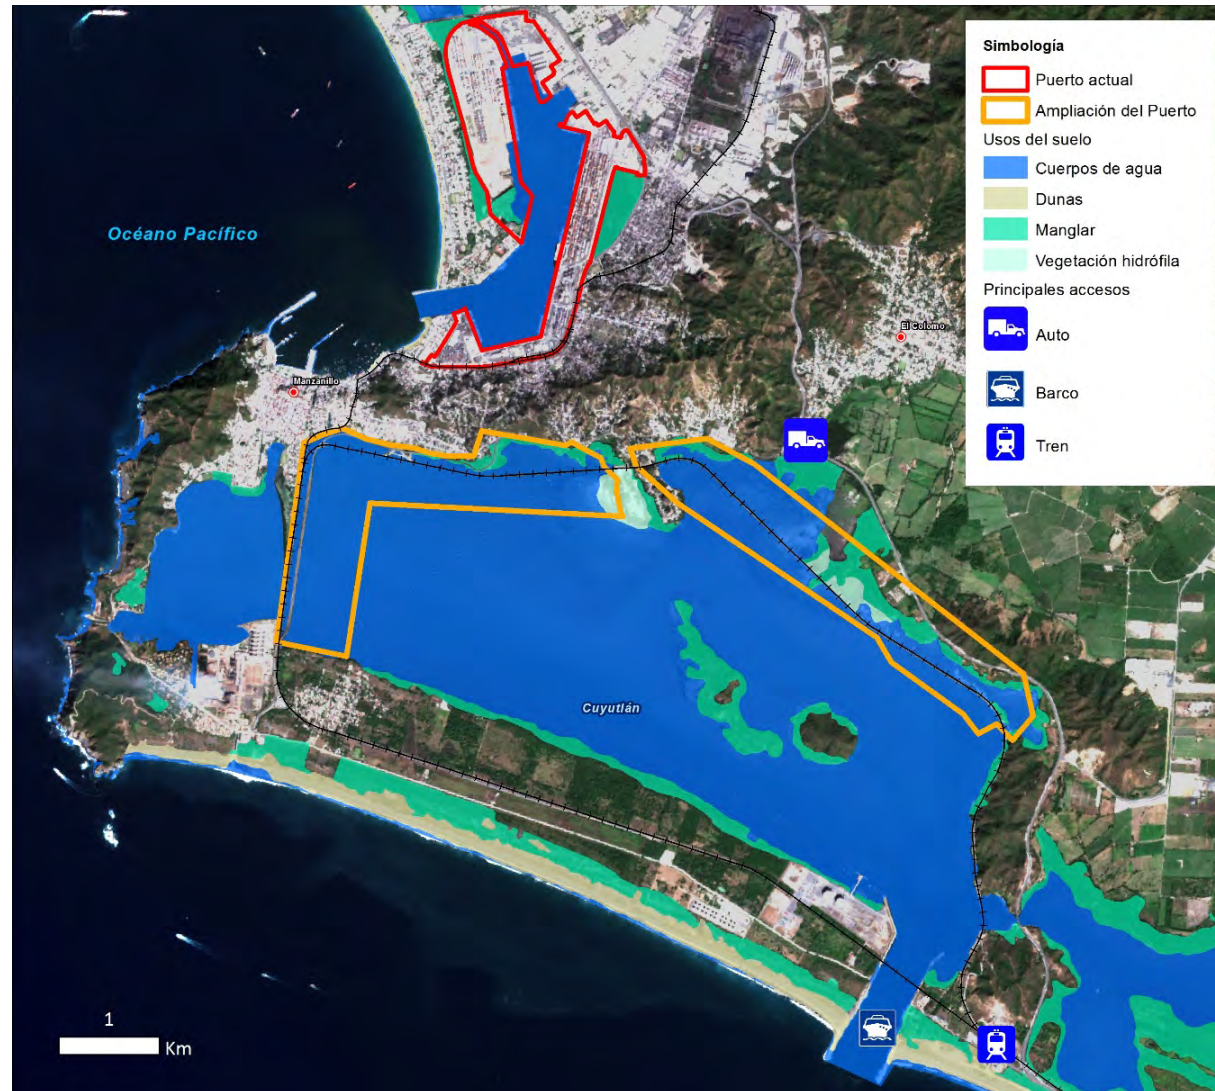 Simbología
Puerto actual
Ampliación del Puerto
Usos del suelo
Cuerpos de agua
Dunas
Manglar
Vegetación hidrófila
Principales accesos
Auto
Barco
Tren
Océano Pacífico
El Colomo
Manzanillo
Cuyutlán
1
Km